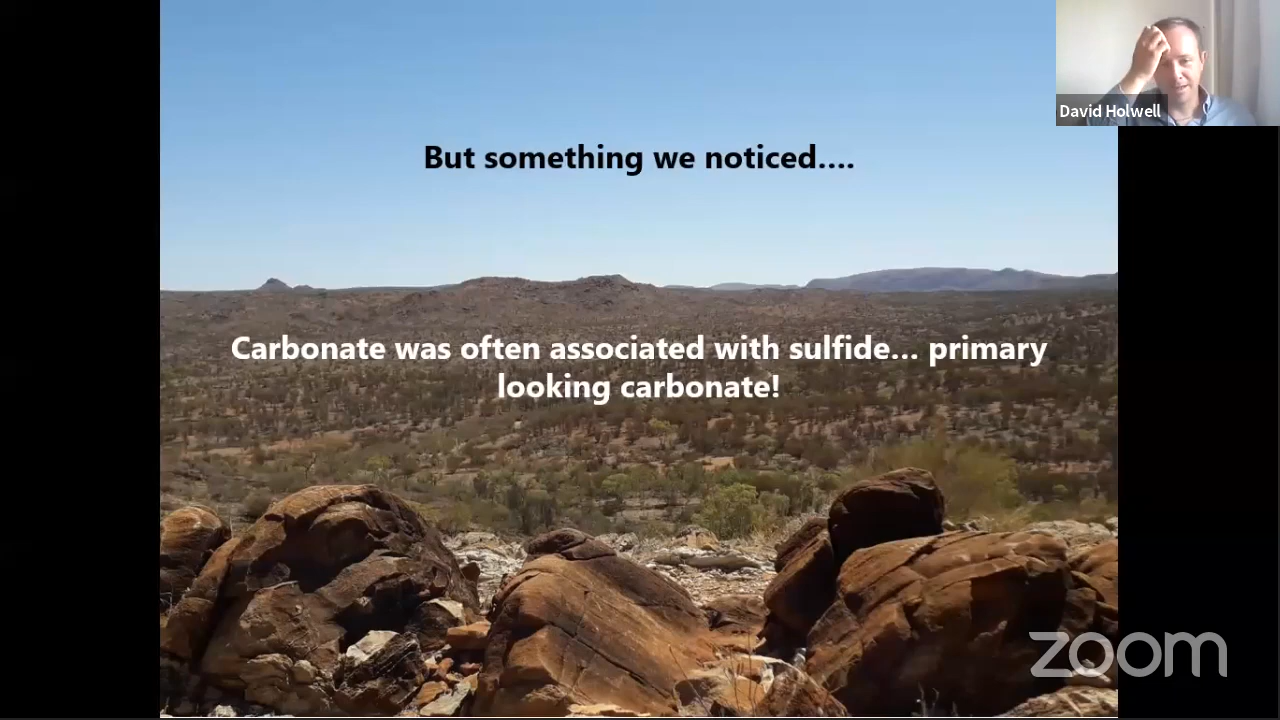 David Holwell
But something we noticed....
Carbonate was often associated with sulfide... primary
looking carbonate!
zoom